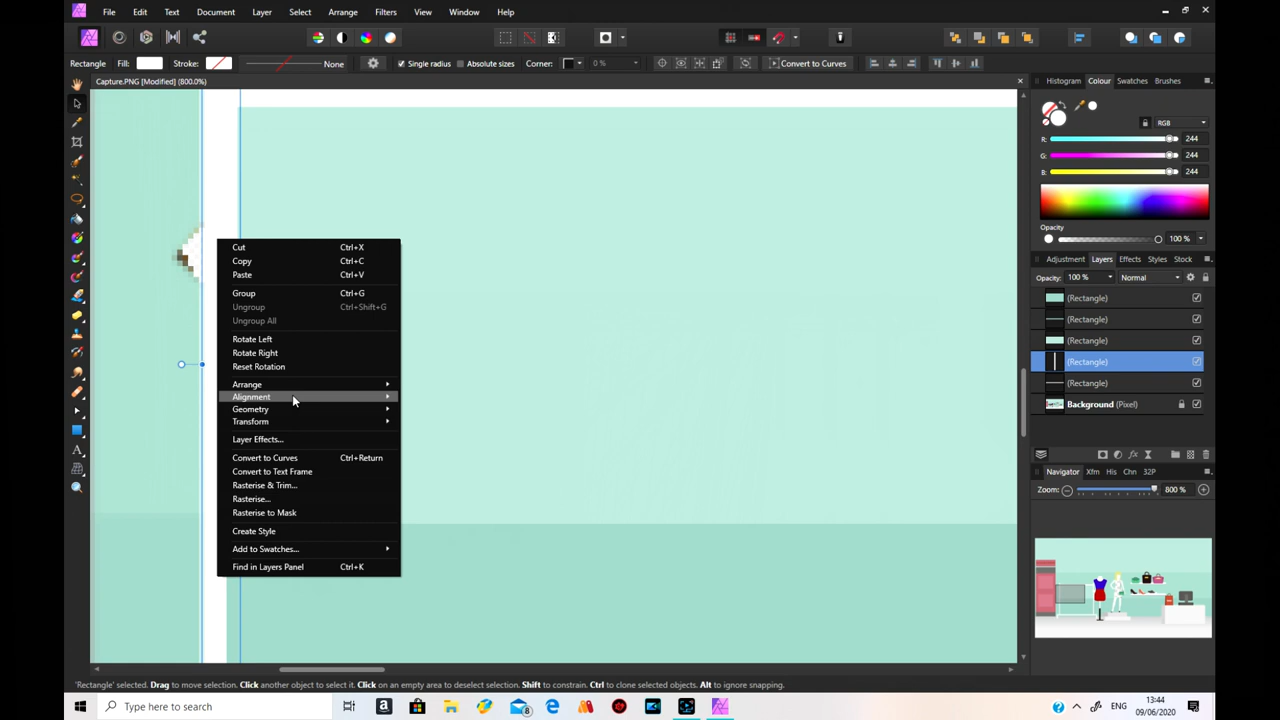 File Edit Text Document Layer Select Arrange Filters View Window Help
Rectangle Fill: Stroke: None Single radius Absolute sizes Corner: 0 % Convert to Curves
Capture.PNG [Modified] (800.0%)
Histogram Colour Swatches Brushes
RGB
R: 244
G: 244
B: 244
Opacity
100 %
Adjustment Layers Effects Styles Stock
Opacity: 100 % Normal
(Rectangle)
(Rectangle)
(Rectangle)
(Rectangle)
(Rectangle)
Background (Pixel)
Navigator Xfm His Chn 32P
Zoom: 800 %
Cut Ctrl+X
Copy Ctrl+C
Paste Ctrl+V
Group Ctrl+G
Ungroup Ctrl+Shift+G
Ungroup All
Rotate Left
Rotate Right
Reset Rotation
Arrange
Alignment
Geometry
Transform
Layer Effects...
Convert to Curves Ctrl+Return
Convert to Text Frame
Rasterise & Trim...
Rasterise...
Rasterise to Mask
Create Style
Add to Swatches...
Find in Layers Panel Ctrl+K
'Rectangle' selected. Drag to move selection. Click another object to select it. Click on an empty area to deselect selection. Shift to constrain. Ctrl to clone selected objects. Alt to ignore snapping.
Type here to search
8
ENG
13:44
09/06/2020